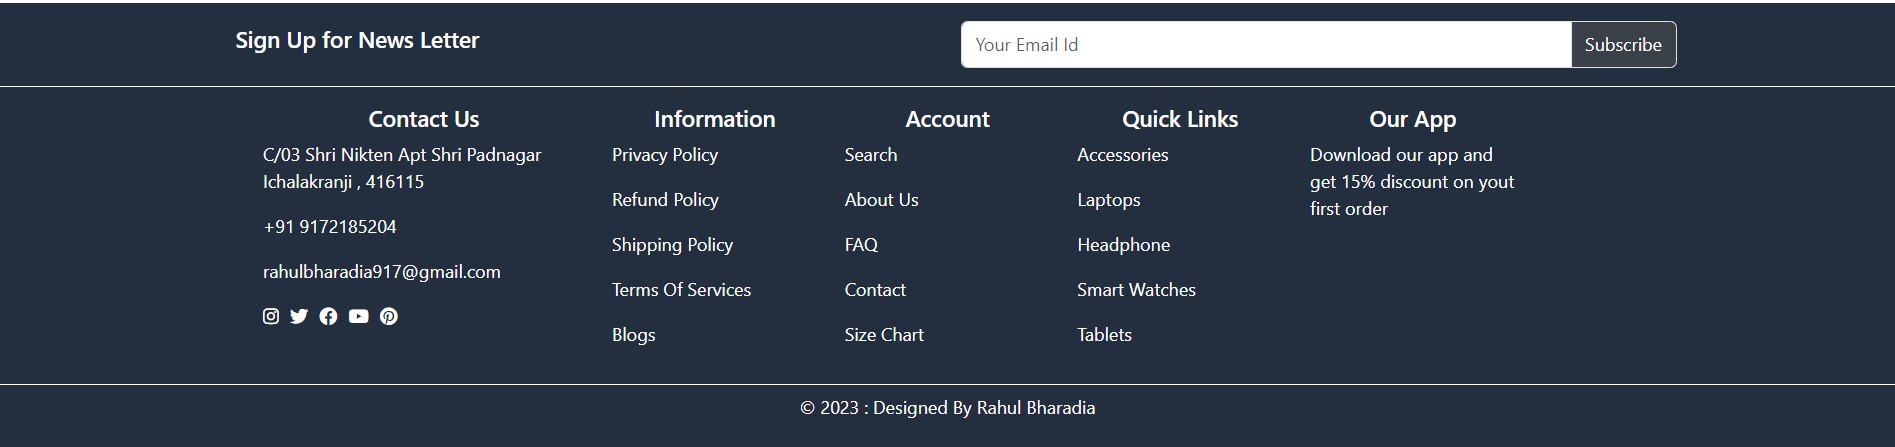 Sign Up for News Letter
Your Email Id
Subscribe
Contact Us
C/03 Shri Nikten Apt Shri Padnagar
Ichalakranji , 416115
+91 9172185204
rahulbharadia917@gmail.com
Information
Privacy Policy
Refund Policy
Shipping Policy
Terms Of Services
Blogs
Account
Search
About Us
FAQ
Contact
Size Chart
Quick Links
Accessories
Laptops
Headphone
Smart Watches
Tablets
Our App
Download our app and
get 15% discount on yout
first order
© 2023 : Designed By Rahul Bharadia